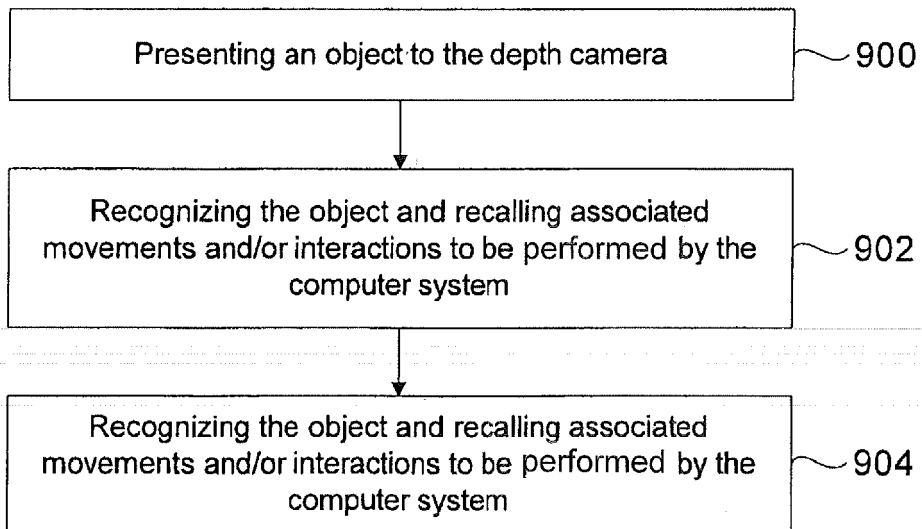 Presenting an object to the depth camera
900
Recognizing the object and recalling associated
movements and/or interactions to be performed by the
computer system
902
Recognizing the object and recalling associated
movements and/or interactions to be performed by the
computer system
904